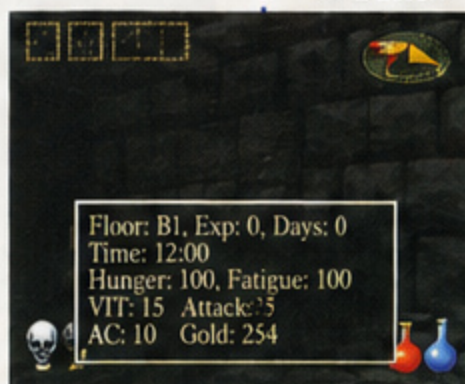 Floor: B1, Exp: 0, Days: 0
Time: 12:00
Hunger: 100, Fatigue: 100
VIT: 15 Attack: 5
AC: 10 Gold: 254